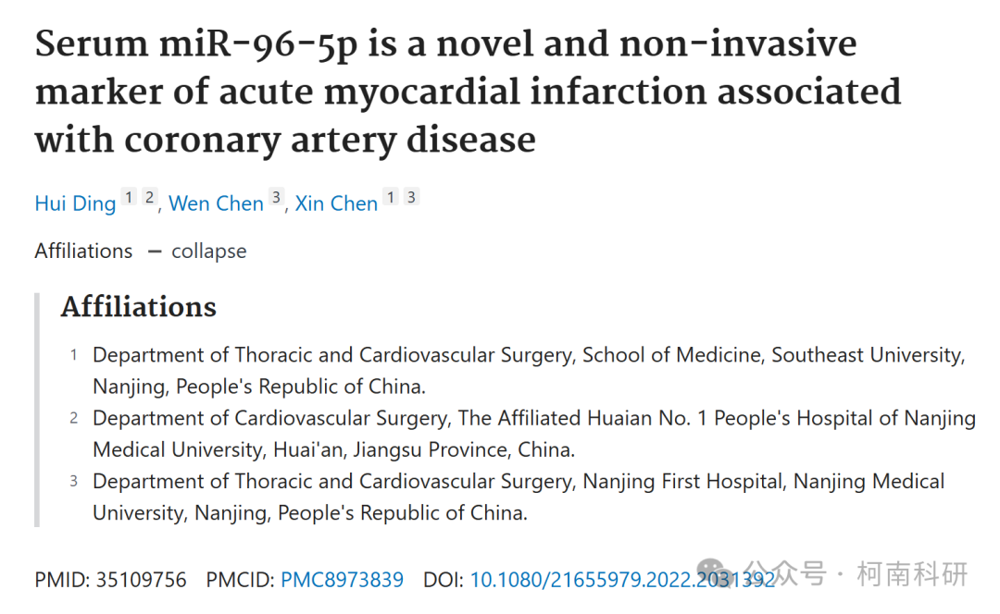 Serum miR-96-5p is a novel and non-invasive
marker of acute myocardial infarction associated
with coronary artery disease
Hui Ding 1 2, Wen Chen 3, Xin Chen 1 3
Affiliations − collapse
Affiliations
1 Department of Thoracic and Cardiovascular Surgery, School of Medicine, Southeast University,
Nanjing, People's Republic of China.
2 Department of Cardiovascular Surgery, The Affiliated Huaian No. 1 People's Hospital of Nanjing
Medical University, Huai'an, Jiangsu Province, China.
3 Department of Thoracic and Cardiovascular Surgery, Nanjing First Hospital, Nanjing Medical
University, Nanjing, People's Republic of China.
PMID: 35109756 PMCID: PMC8973839 DOI: 10.1080/21655979.2022.2031392
公众号 · 柯南科研